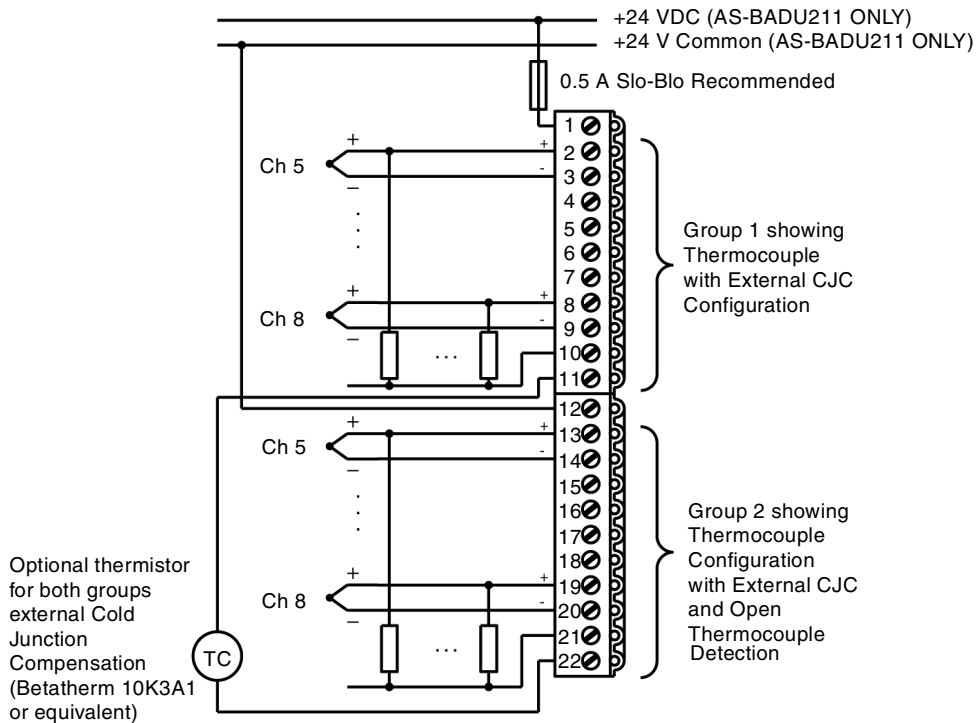 +24 VDC (AS-BADU211 ONLY)
+24 V Common (AS-BADU211 ONLY)
0.5 A Slo-Blo Recommended
1
+
Ch 5
−
+
2
-
3
4
5
6
7
+
Ch 8
−
+
8
-
9
10
11
...
Group 1 showing
Thermocouple
with External CJC
Configuration
12
+
Ch 5
−
+
13
-
14
15
16
17
18
+
Ch 8
−
+
19
-
20
21
22
...
Group 2 showing
Thermocouple
Configuration
with External CJC
and Open
Thermocouple
Detection
Optional thermistor
for both groups
external Cold
Junction
Compensation
(Betatherm 10K3A1
or equivalent)
TC